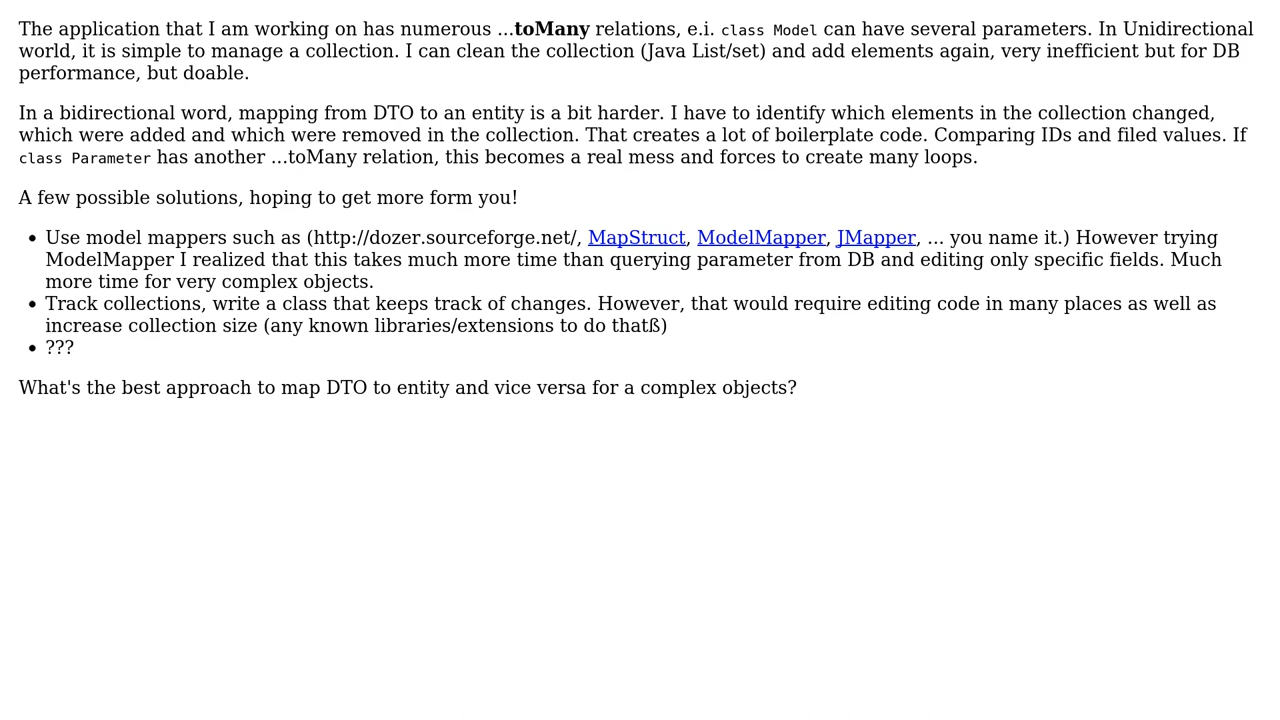 The application that I am working on has numerous ...toMany relations, e.i. class Model can have several parameters. In Unidirectional
world, it is simple to manage a collection. I can clean the collection (Java List/set) and add elements again, very inefficient but for DB
performance, but doable.
In a bidirectional word, mapping from DTO to an entity is a bit harder. I have to identify which elements in the collection changed,
which were added and which were removed in the collection. That creates a lot of boilerplate code. Comparing IDs and filed values. If
class Parameter has another ...toMany relation, this becomes a real mess and forces to create many loops.
A few possible solutions, hoping to get more form you!
• Use model mappers such as (http://dozer.sourceforge.net/, MapStruct, ModelMapper, JMapper, ... you name it.) However trying
ModelMapper I realized that this takes much more time than querying parameter from DB and editing only specific fields. Much
more time for very complex objects.
• Track collections, write a class that keeps track of changes. However, that would require editing code in many places as well as
increase collection size (any known libraries/extensions to do thatß)
• ???
What's the best approach to map DTO to entity and vice versa for a complex objects?